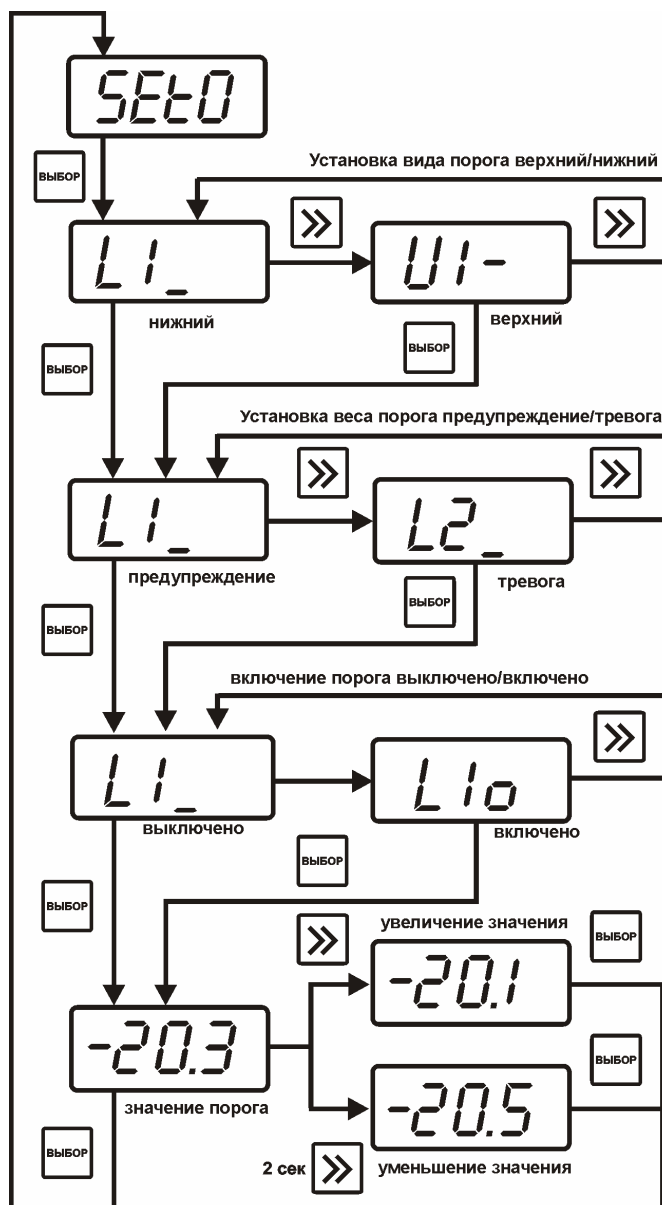 SEt0
ВЫБОР
Установка вида порога верхний/нижний
L1_
U1-
нижний
верхний
ВЫБОР
ВЫБОР
Установка веса порога предупреждение/тревога
L1_
L2_
предупреждение
тревога
ВЫБОР
ВЫБОР
включение порога выключено/включено
L1_
L1o
выключено
включено
ВЫБОР
ВЫБОР
увеличение значения
ВЫБОР
-20.1
-20.3
значение порога
ВЫБОР
-20.5
ВЫБОР
2 сек
уменьшение значения